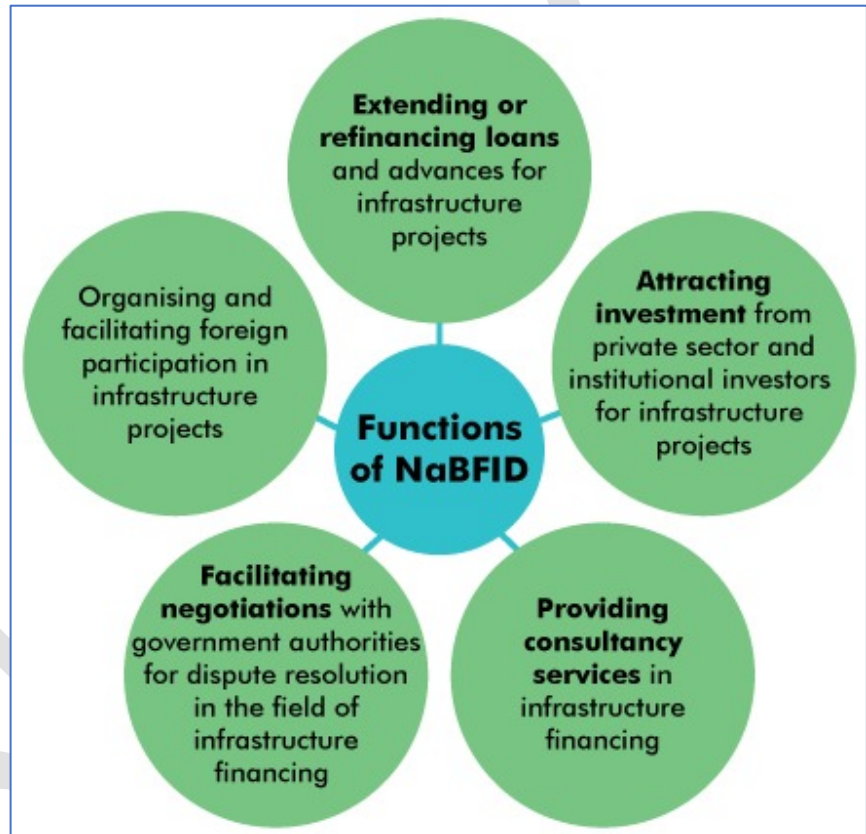 Extending or
refinancing loans
and advances for
infrastructure
projects
Attracting
investment from
private sector and
institutional investors
for infrastructure
projects
Providing
consultancy
services in
infrastructure
financing
Facilitating
negotiations with
government authorities
for dispute resolution
in the field of
infrastructure
financing
Organising and
facilitating foreign
participation in
infrastructure
projects
Functions
of NaBFID